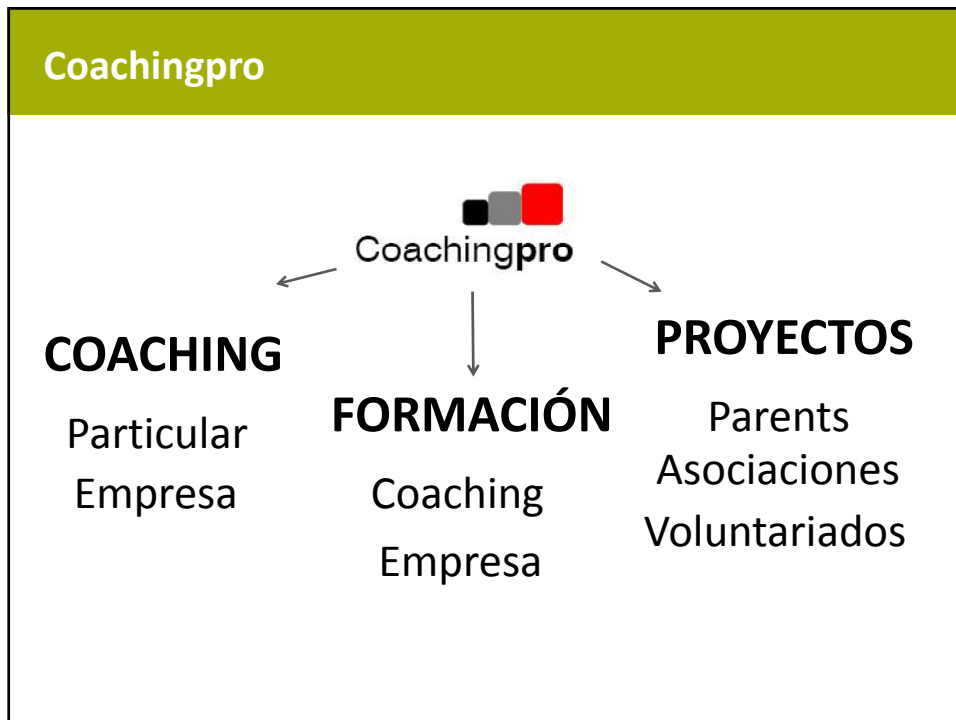 Coachingpro
Coachingpro
COACHING
Particular
Empresa
FORMACIÓN
Coaching
Empresa
PROYECTOS
Parents
Asociaciones
Voluntariados